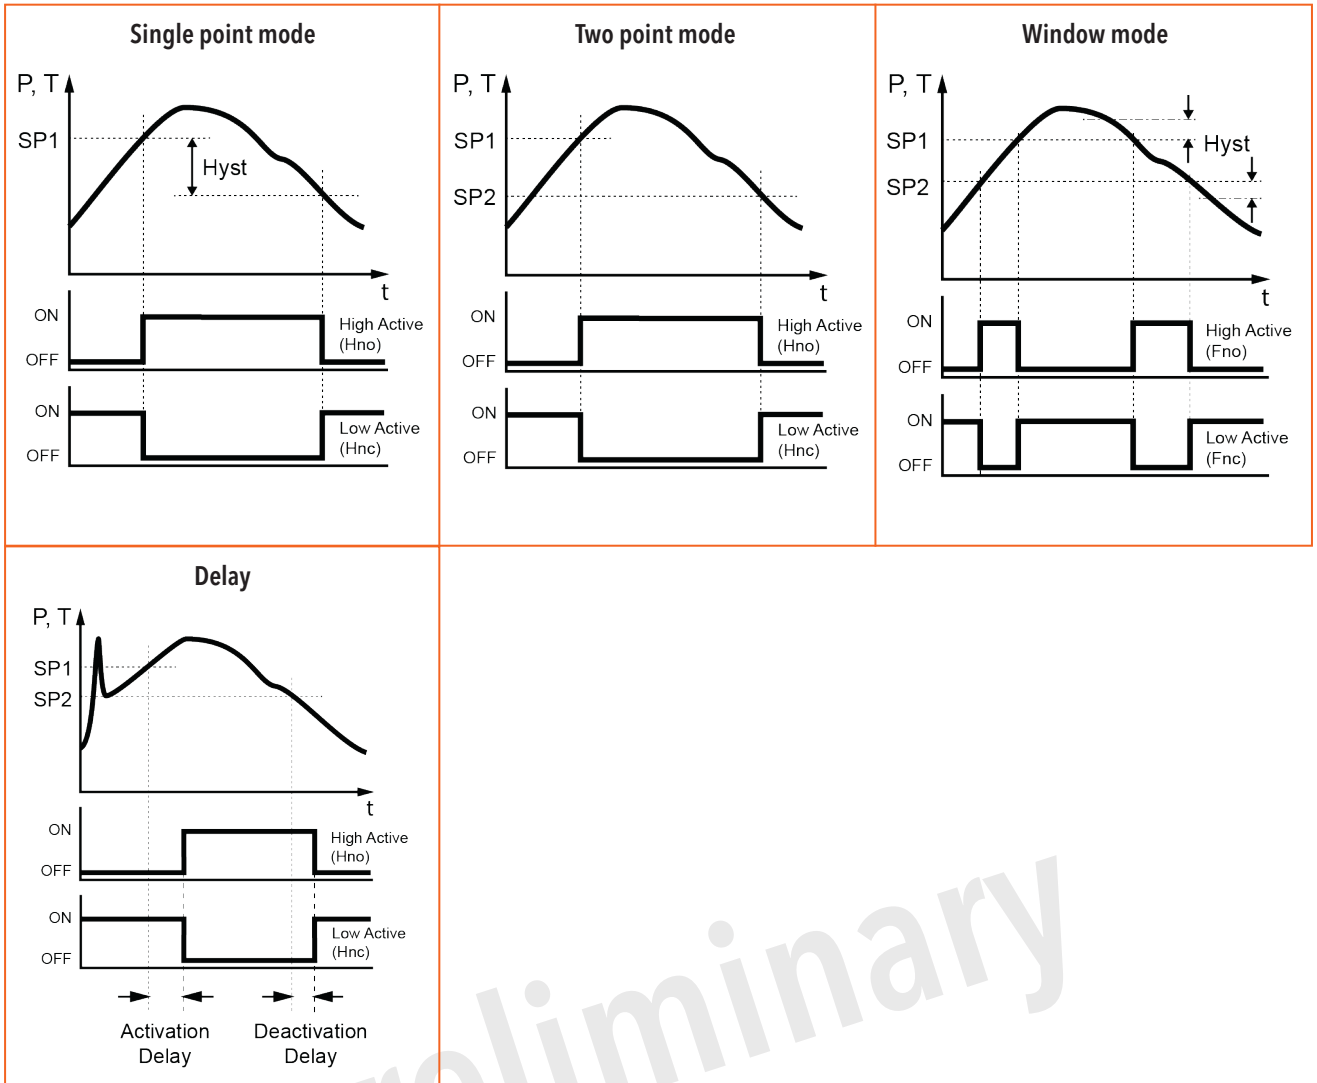 Single point mode
P, T
SP1
Hyst
t
ON
OFF
High Active
(Hno)
ON
OFF
Low Active
(Hnc)
Two point mode
P, T
SP1
SP2
t
ON
OFF
High Active
(Hno)
ON
OFF
Low Active
(Hnc)
Window mode
P, T
SP1
SP2
Hyst
t
ON
OFF
High Active
(Fno)
ON
OFF
Low Active
(Fnc)
Delay
P, T
SP1
SP2
t
ON
OFF
High Active
(Hno)
ON
OFF
Low Active
(Hnc)
Activation
Delay
Deactivation
Delay
reliminary